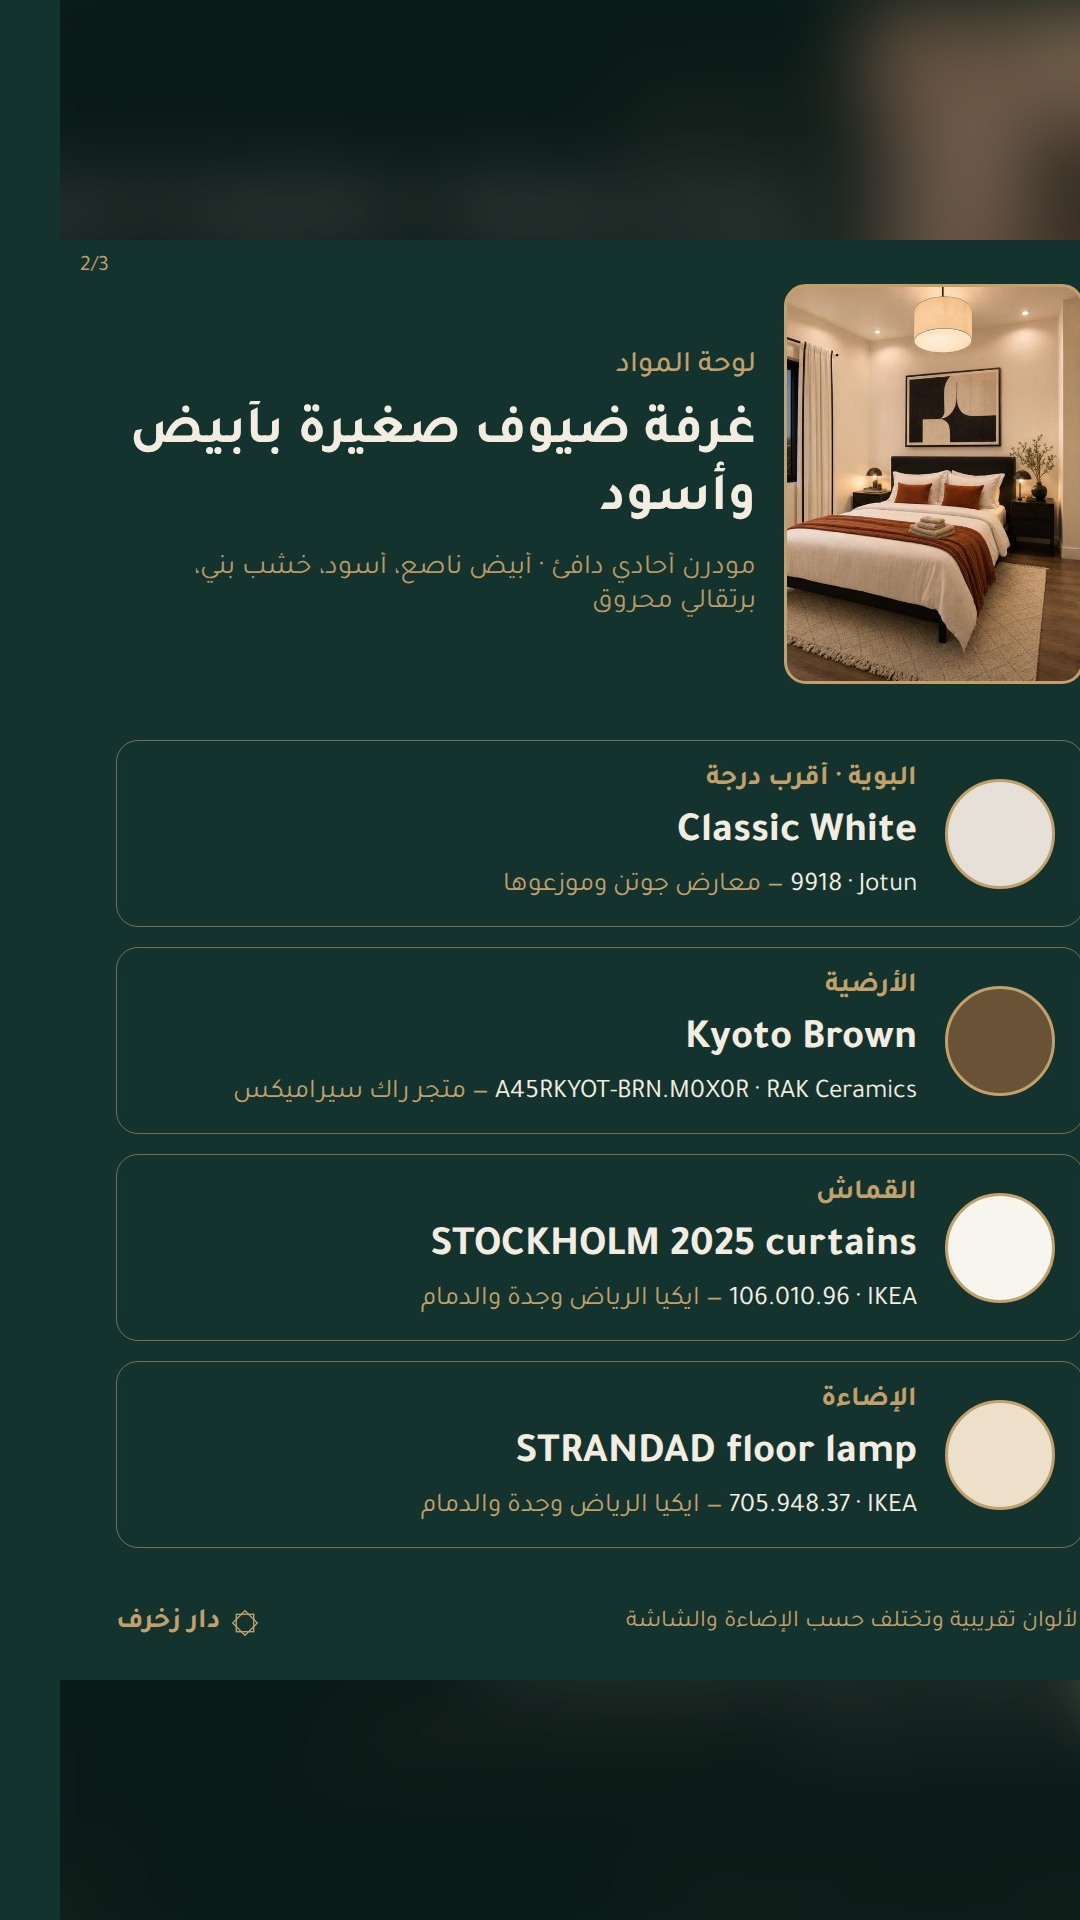 2/3
لوحة المواد
غرفة ضيوف صغيرة بأبيض
وأسود
مودرن أحادي دافئ · أبيض ناصع، أسود، خشب بني،
برتقالي محروق
البوية · أقرب درجة
Classic White
Jotun · 9918 – معارض جوتن وموزعوها
الأرضية
Kyoto Brown
RAK Ceramics · A45RKYOT-BRN.M0X0R – متجر راك سيراميكس
القماش
STOCKHOLM 2025 curtains
IKEA · 106.010.96 – ايكيا الرياض وجدة والدمام
الإضاءة
STRANDAD floor lamp
IKEA · 705.948.37 – ايكيا الرياض وجدة والدمام
لألوان تقريبية وتختلف حسب الإضاءة والشاشة
دار زخرف